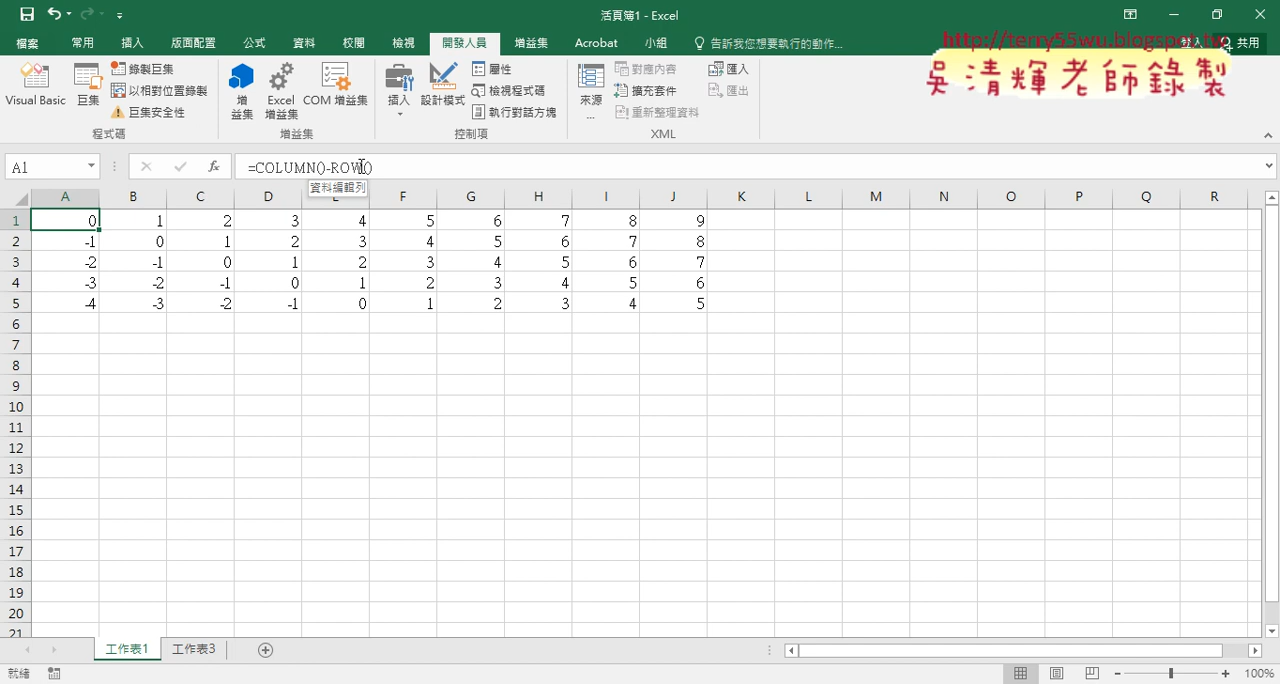 活頁簿1 - Excel
檔案 常用 插入 版面配置 公式 資料 校閱 檢視 開發人員 增益集 Acrobat 小組 告訴我您想要執行的動作... 登入 共用
http://terry55wu.blogspot.tw
吳清輝老師錄製
Visual Basic 巨集 錄製巨集 以相對位置錄製 巨集安全性
增益集 Excel 增益集 COM 增益集
插入 設計模式 屬性 檢視程式碼 執行對話方塊
來源... 對應內容 擴充套件 重新整理資料 匯入 匯出
程式碼 增益集 控制項 XML
A1 fx =COLUMN()-ROW()
資料編輯列
A B C D E F G H I J K L M N O P Q R
1 0 1 2 3 4 5 6 7 8 9
2 -1 0 1 2 3 4 5 6 7 8
3 -2 -1 0 1 2 3 4 5 6 7
4 -3 -2 -1 0 1 2 3 4 5 6
5 -4 -3 -2 -1 0 1 2 3 4 5
6
7
8
9
10
11
12
13
14
15
16
17
18
19
20
21
工作表1 工作表3
就緒 100%